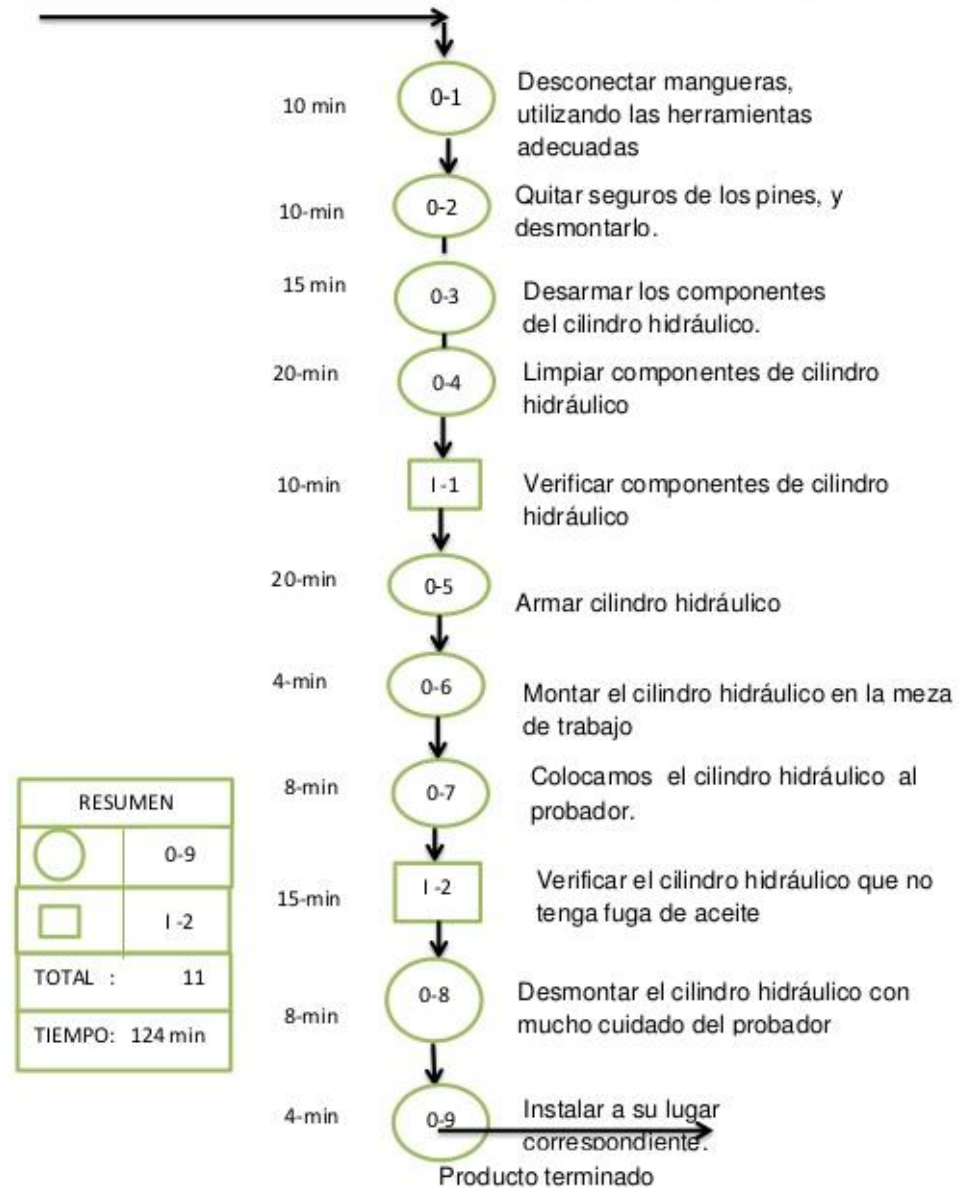 10 min
0-1
Desconectar mangueras,
utilizando las herramientas
adecuadas
10-min
0-2
Quitar seguros de los pines, y
desmontarlo.
15 min
0-3
Desarmar los componentes
del cilindro hidráulico.
20-min
0-4
Limpiar componentes de cilindro
hidráulico
10-min
I -1
Verificar componentes de cilindro
hidráulico
20-min
0-5
Armar cilindro hidráulico
4-min
0-6
Montar el cilindro hidráulico en la meza
de trabajo
8-min
0-7
Colocamos el cilindro hidráulico al
probador.
15-min
I -2
Verificar el cilindro hidráulico que no
tenga fuga de aceite
8-min
0-8
Desmontar el cilindro hidráulico con
mucho cuidado del probador
4-min
0-9
Instalar a su lugar
correspondiente.
Producto terminado
RESUMEN
0-9
I -2
TOTAL : 11
TIEMPO: 124 min